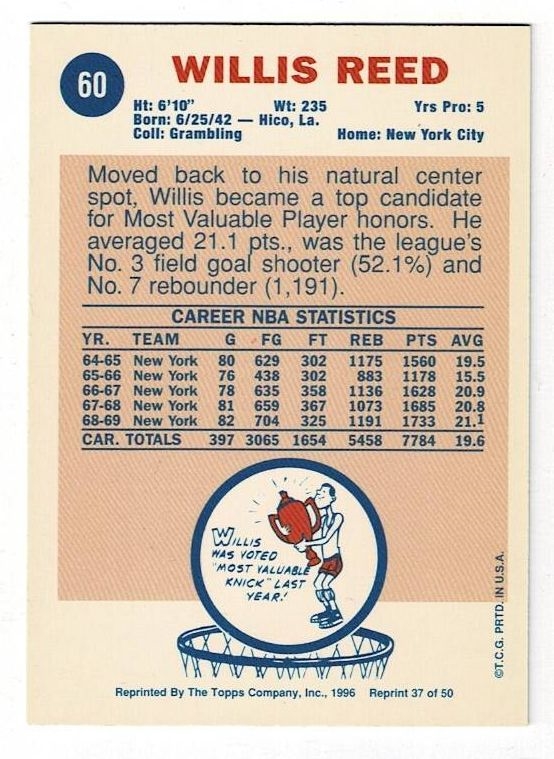 60
WILLIS REED
Ht: 6'10" Wt: 235 Yrs Pro: 5
Born: 6/25/42 — Hico, La.
Coll: Grambling Home: New York City
Moved back to his natural center
spot, Willis became a top candidate
for Most Valuable Player honors. He
averaged 21.1 pts., was the league's
No. 3 field goal shooter (52.1%) and
No. 7 rebounder (1,191).
CAREER NBA STATISTICS
YR. TEAM G FG FT REB PTS AVG
64-65 New York 80 629 302 1175 1560 19.5
65-66 New York 76 438 302 883 1178 15.5
66-67 New York 78 635 358 1136 1628 20.9
67-68 New York 81 659 367 1073 1685 20.8
68-69 New York 82 704 325 1191 1733 21.1
CAR. TOTALS 397 3065 1654 5458 7784 19.6
WILLIS
WAS VOTED
"MOST VALUABLE
KNICK" LAST
YEAR!
©T.C.G. PRTD. IN U.S.A.
Reprinted By The Topps Company, Inc., 1996 Reprint 37 of 50